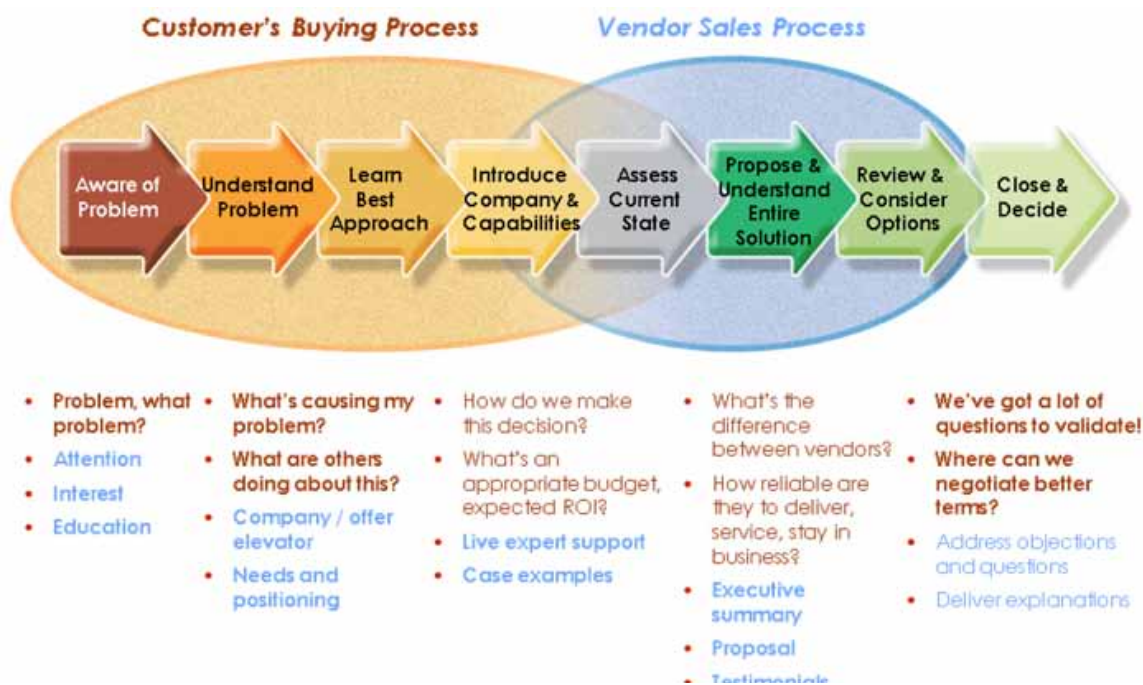 Customer's Buying Process
Vendor Sales Process
Aware of
Problem
Understand
Problem
Learn
Best
Approach
Introduce
Company &
Capabilities
Assess
Current
State
Propose &
Understand
Entire
Solution
Review &
Consider
Options
Close &
Decide
• Problem, what
problem?
• Attention
• Interest
• Education
• What's causing my
problem?
• What are others
doing about this?
• Company / offer
elevator
• Needs and
positioning
• How do we make
this decision?
• What's an
appropriate budget,
expected ROI?
• Live expert support
• Case examples
• What's the
difference
between vendors?
• How reliable are
they to deliver,
service, stay in
business?
• Executive
summary
• Proposal
• Testimonials
• We've got a lot of
questions to validate!
• Where can we
negotiate better
terms?
• Address objections
and questions
• Deliver explanations